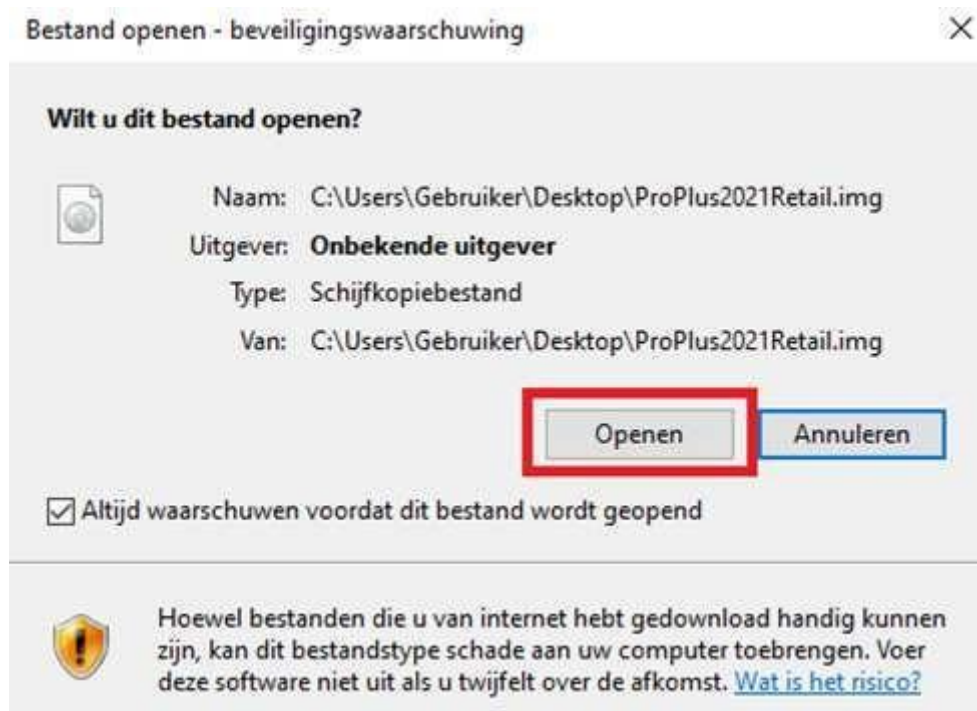 Bestand openen - beveiligingswaarschuwing
Wilt u dit bestand openen?
Naam: C:\Users\Gebruiker\Desktop\ProPlus2021Retail.img
Uitgever: Onbekende uitgever
Type: Schijfkopiebestand
Van: C:\Users\Gebruiker\Desktop\ProPlus2021Retail.img
Openen Annuleren
Altijd waarschuwen voordat dit bestand wordt geopend
Hoewel bestanden die u van internet hebt gedownload handig kunnen
zijn, kan dit bestandstype schade aan uw computer toebrengen. Voer
deze software niet uit als u twijfelt over de afkomst. Wat is het risico?